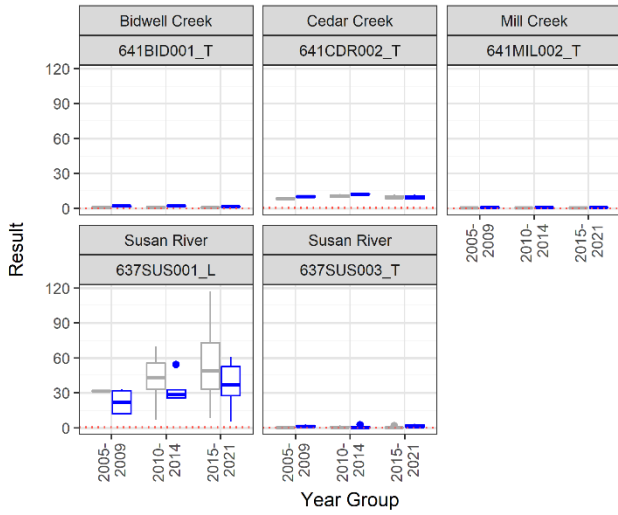 Bidwell Creek
Cedar Creek
Mill Creek
641BID001_T
641CDR002_T
641MIL002_T
120
60
30
0
2005-
2009
2010-
2014
2015-
2021
Result
Susan River
Susan River
637SUS001_L
637SUS003_T
120
60
30
0
2005-
2009
2010-
2014
2015-
2021
2005-
2009
2010-
2014
2015-
2021
Year Group